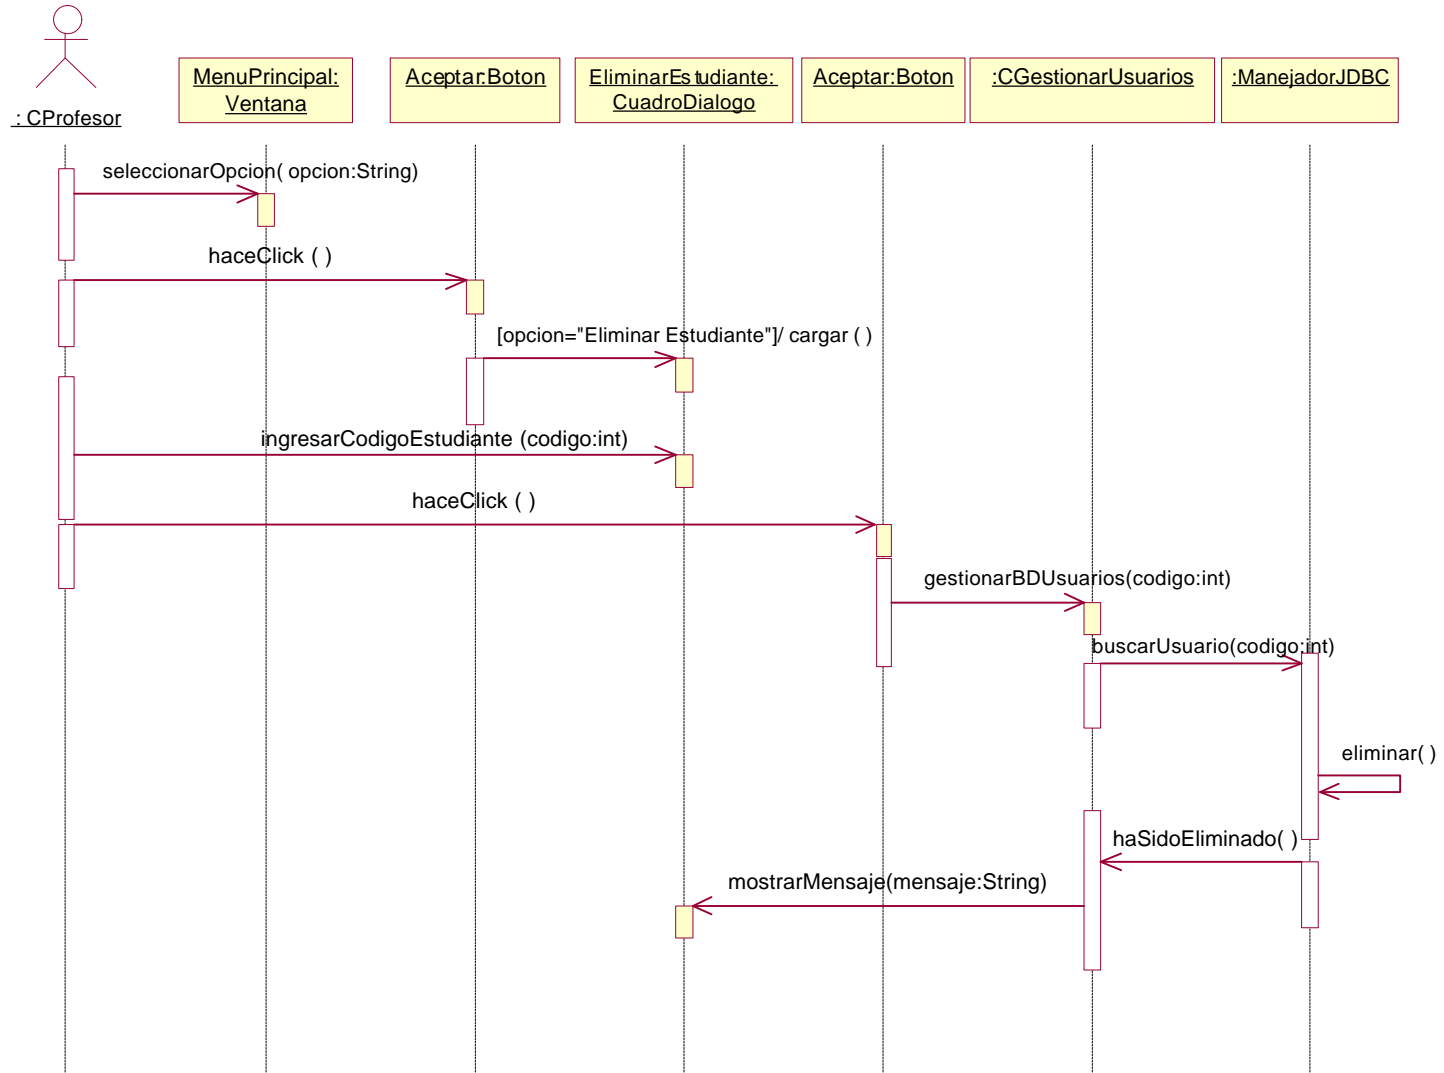 : CProfesor
MenuPrincipal:
Ventana
Aceptar:Boton
EliminarEstudiante:
CuadroDialogo
Aceptar:Boton
:CGestionarUsuarios
:ManejadorJDBC
seleccionarOpcion( opcion:String)
haceClick ( )
[opcion="Eliminar Estudiante"]/ cargar ( )
ingresarCodigoEstudiante (codigo:int)
haceClick ( )
gestionarBDUsuarios(codigo:int)
buscarUsuario(codigo:int)
eliminar( )
haSidoEliminado( )
mostrarMensaje(mensaje:String)